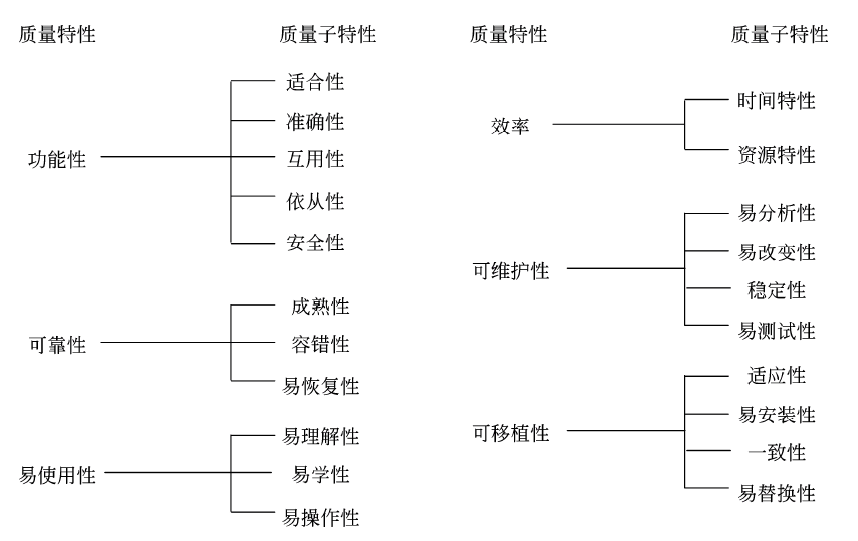 质量特性
质量子特性
功能性
适合性
准确性
互用性
依从性
安全性
可靠性
成熟性
容错性
易恢复性
易使用性
易理解性
易学性
易操作性
质量特性
质量子特性
效率
时间特性
资源特性
可维护性
易分析性
易改变性
稳定性
易测试性
可移植性
适应性
易安装性
一致性
易替换性